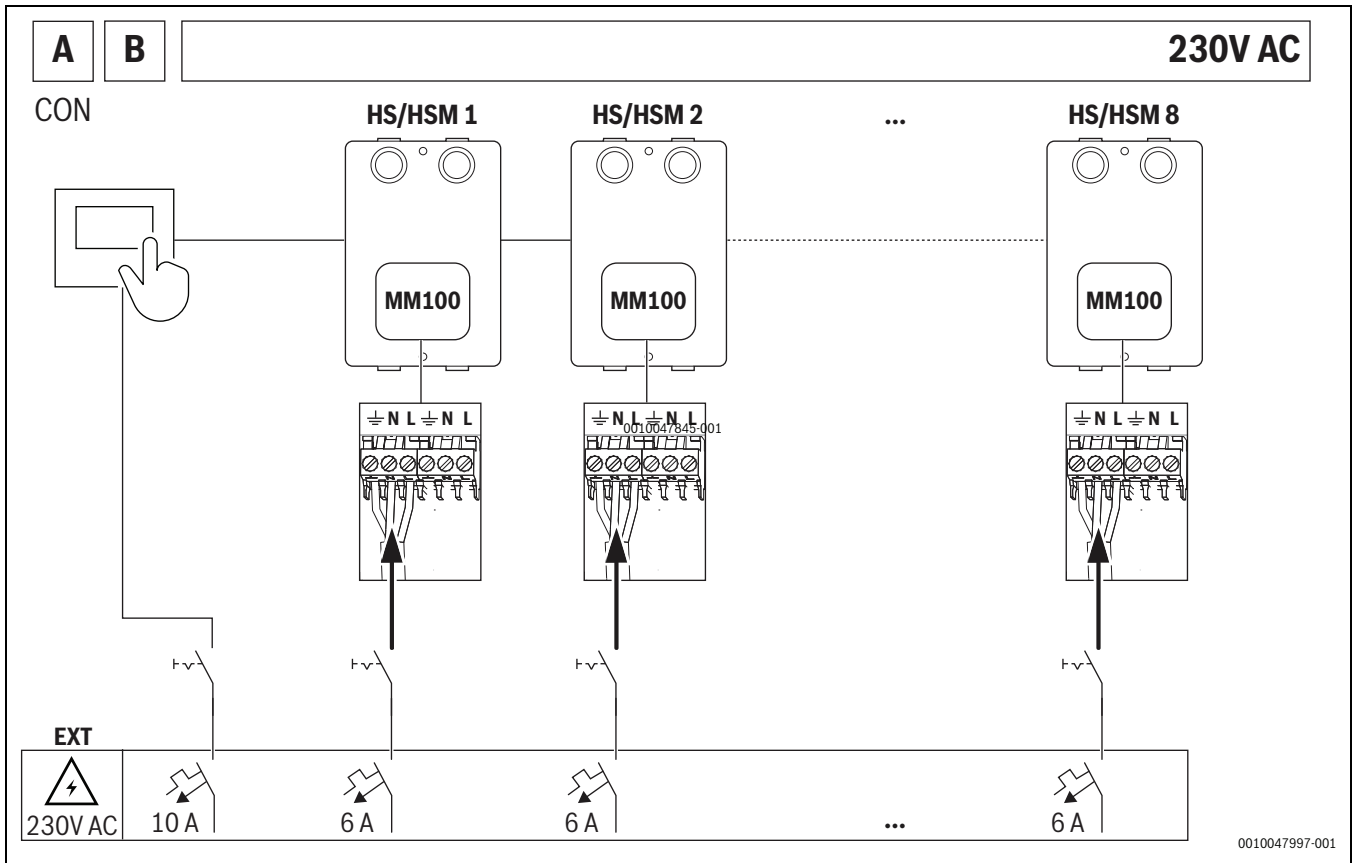 A B 230V AC
CON
HS/HSM 1 HS/HSM 2 ... HS/HSM 8
MM100 MM100 MM100
N L N L N L N L N L N L
0010047845-001
EXT
230V AC 10 A 6 A 6 A ... 6 A
0010047997-001